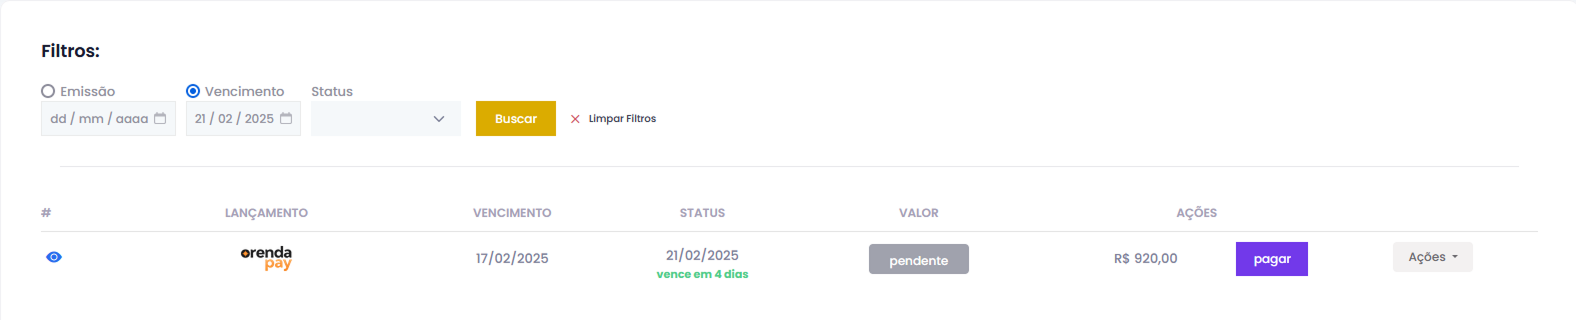 Filtros:
Emissão Vencimento Status
dd / mm / aaaa 21 / 02 / 2025 Buscar Limpar Filtros
# LANÇAMENTO VENCIMENTO STATUS VALOR AÇÕES
orenda pay 17/02/2025 21/02/2025 pendente R$ 920,00 pagar Ações
vence em 4 dias